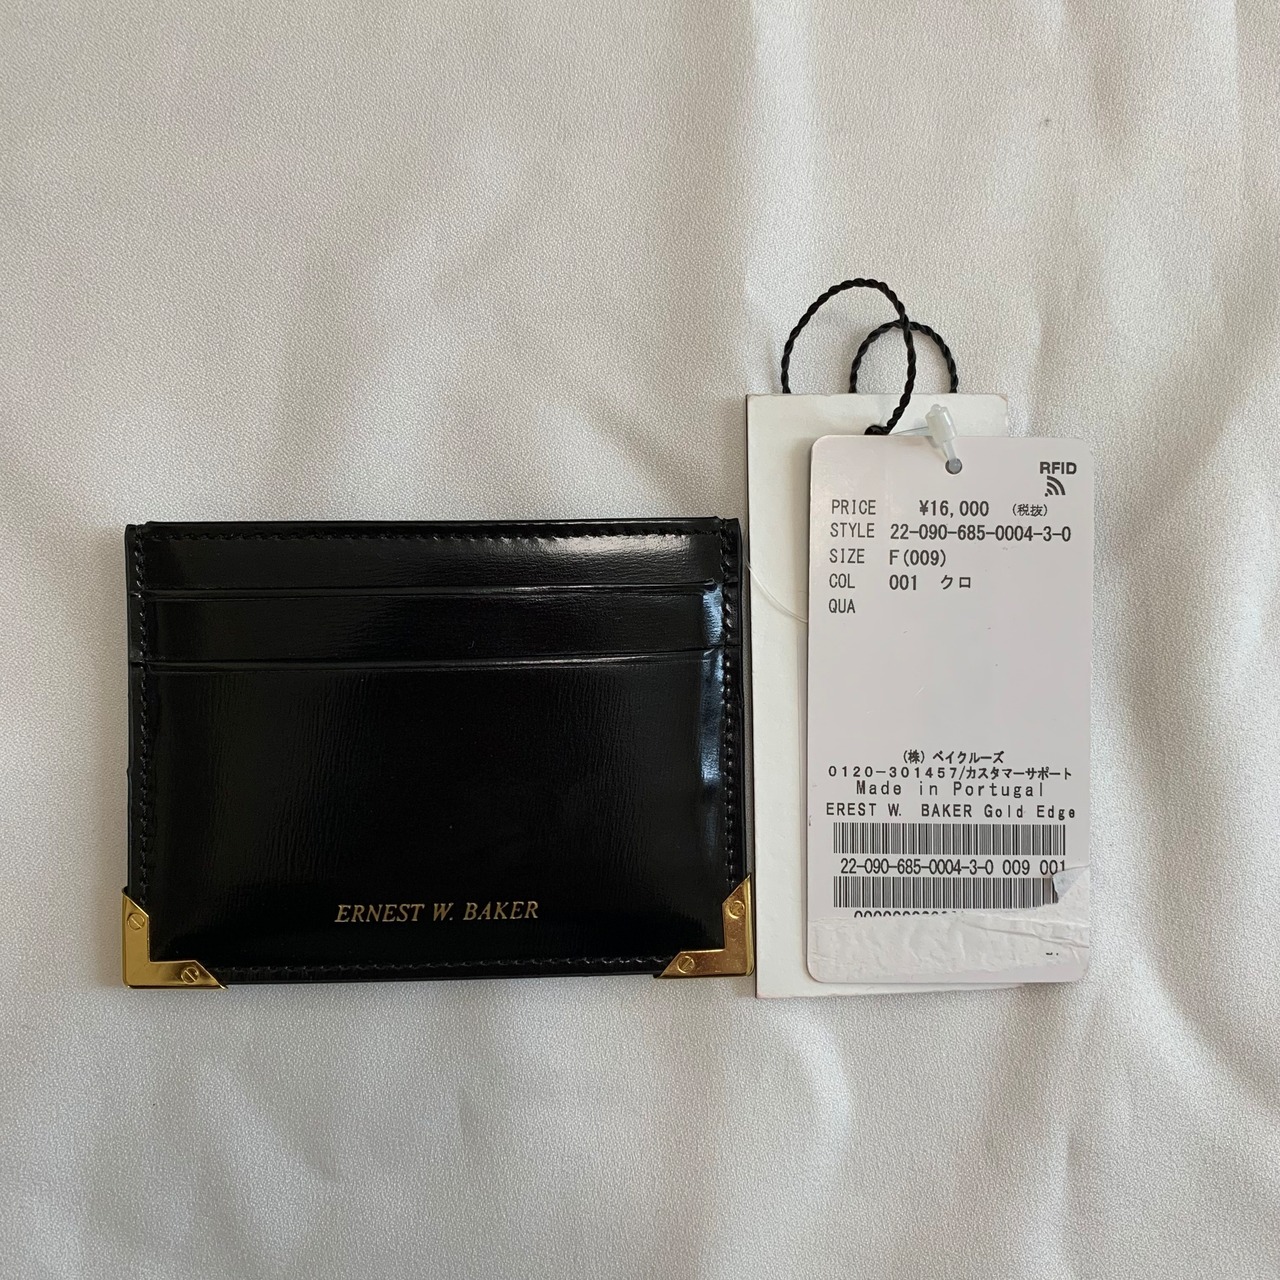 ERNEST W. BAKER
RFID
PRICE ¥16,000 (税抜)
STYLE 22-090-685-0004-3-0
SIZE F(009)
COL 001 クロ
QUA
(株) ベイクルーズ
0120-301457/カスタマーサポート
Made in Portugal
EREST W. BAKER Gold Edge
22-090-685-0004-3-0 009 001